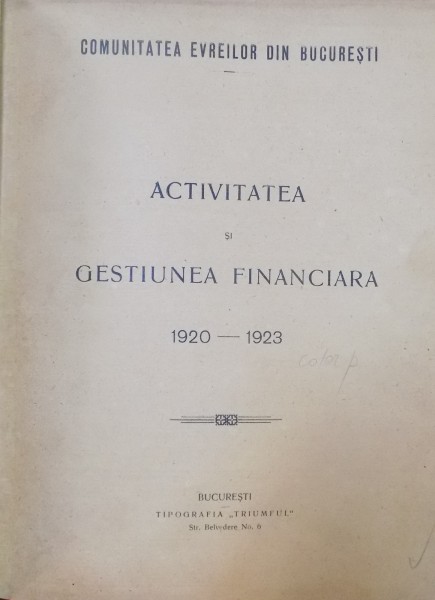 COMUNITATEA EVREILOR DIN BUCUREŞTI
ACTIVITATEA
ŞI
GESTIUNEA FINANCIARA
1920 — 1923
BUCUREŞTI
TIPOGRAFIA „TRIUMFUL"
Str. Belvedere No. 6